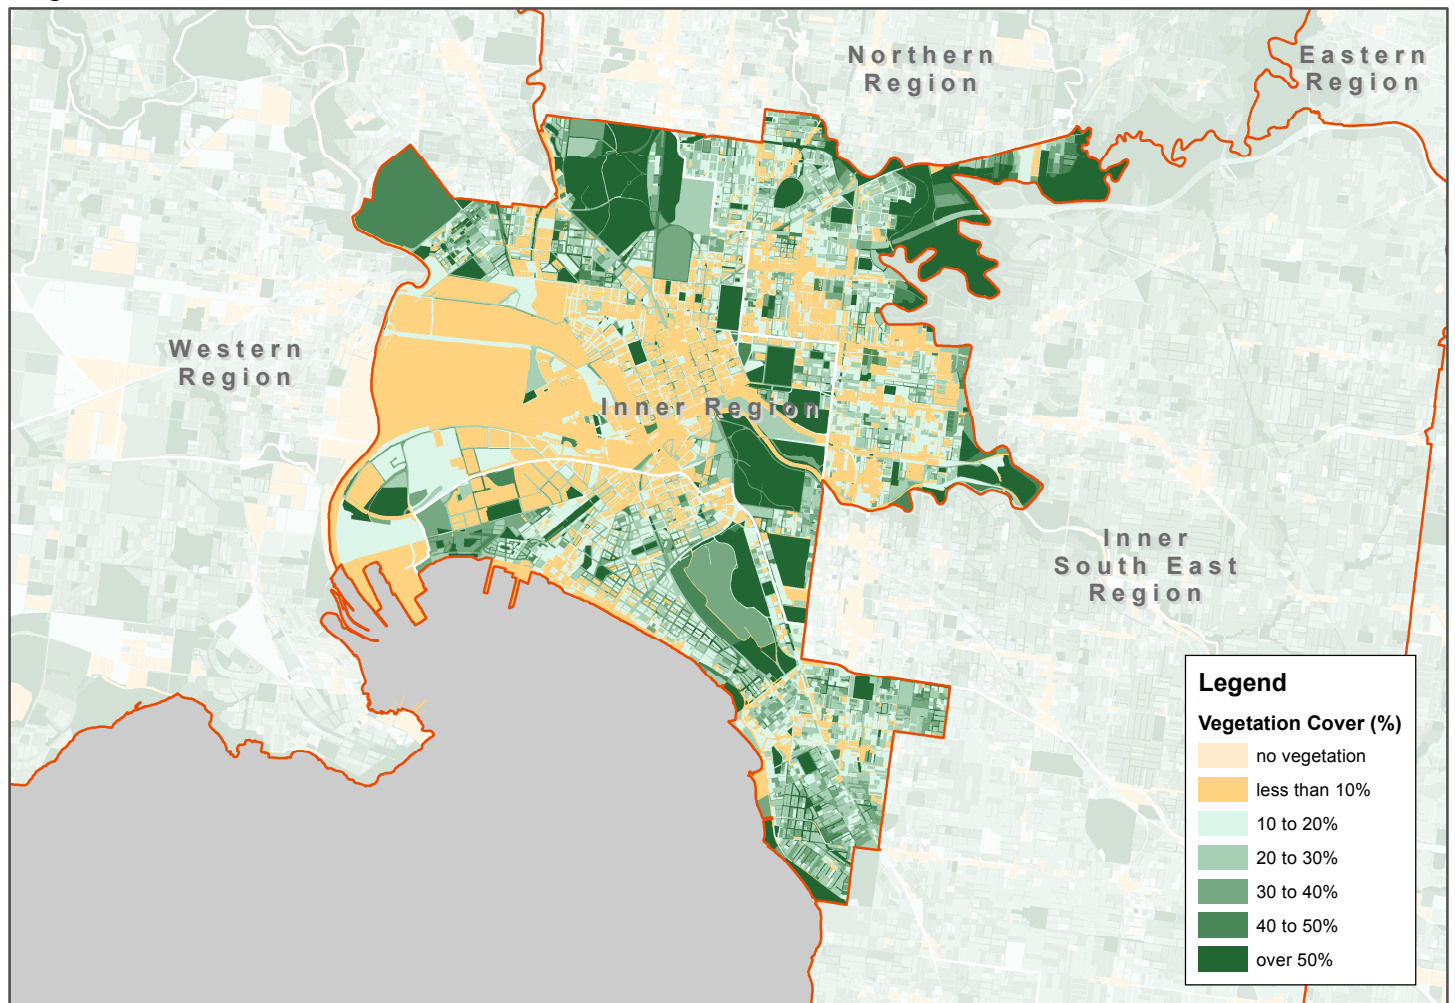 Northern
Region
Eastern
Region
Western
Region
Inner Region
Inner
South East
Region
Legend
Vegetation Cover (%)
no vegetation
less than 10%
10 to 20%
20 to 30%
30 to 40%
40 to 50%
over 50%